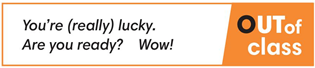 You're (really) lucky.
Are you ready? Wow!
OUT of
class